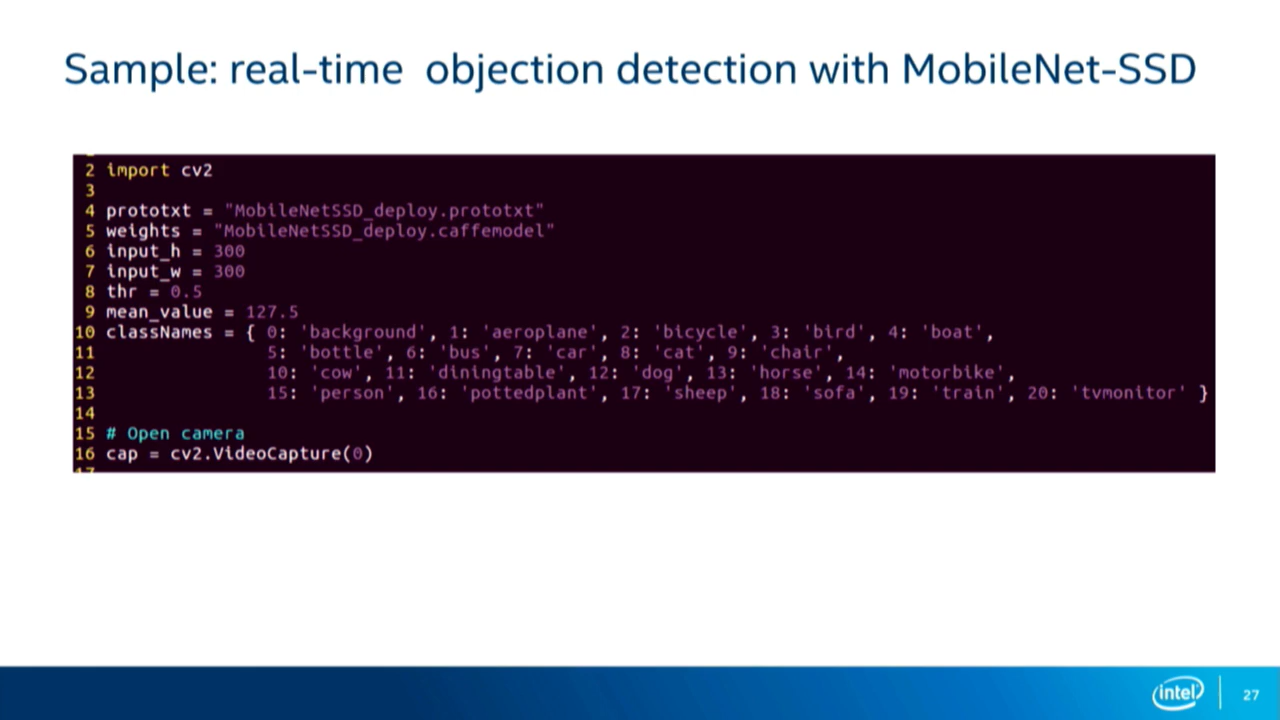 Sample: real-time objection detection with MobileNet-SSD
2 import cv2
3
4 prototxt = "MobileNetSSD_deploy.prototxt"
5 weights = "MobileNetSSD_deploy.caffemodel"
6 input_h = 300
7 input_w = 300
8 thr = 0.5
9 mean_value = 127.5
10 classNames = { 0: 'background', 1: 'aeroplane', 2: 'bicycle', 3: 'bird', 4: 'boat',
11 5: 'bottle', 6: 'bus', 7: 'car', 8: 'cat', 9: 'chair',
12 10: 'cow', 11: 'diningtable', 12: 'dog', 13: 'horse', 14: 'motorbike',
13 15: 'person', 16: 'pottedplant', 17: 'sheep', 18: 'sofa', 19: 'train', 20: 'tvmonitor' }
14
15 # Open camera
16 cap = cv2.VideoCapture(0)
intel
27